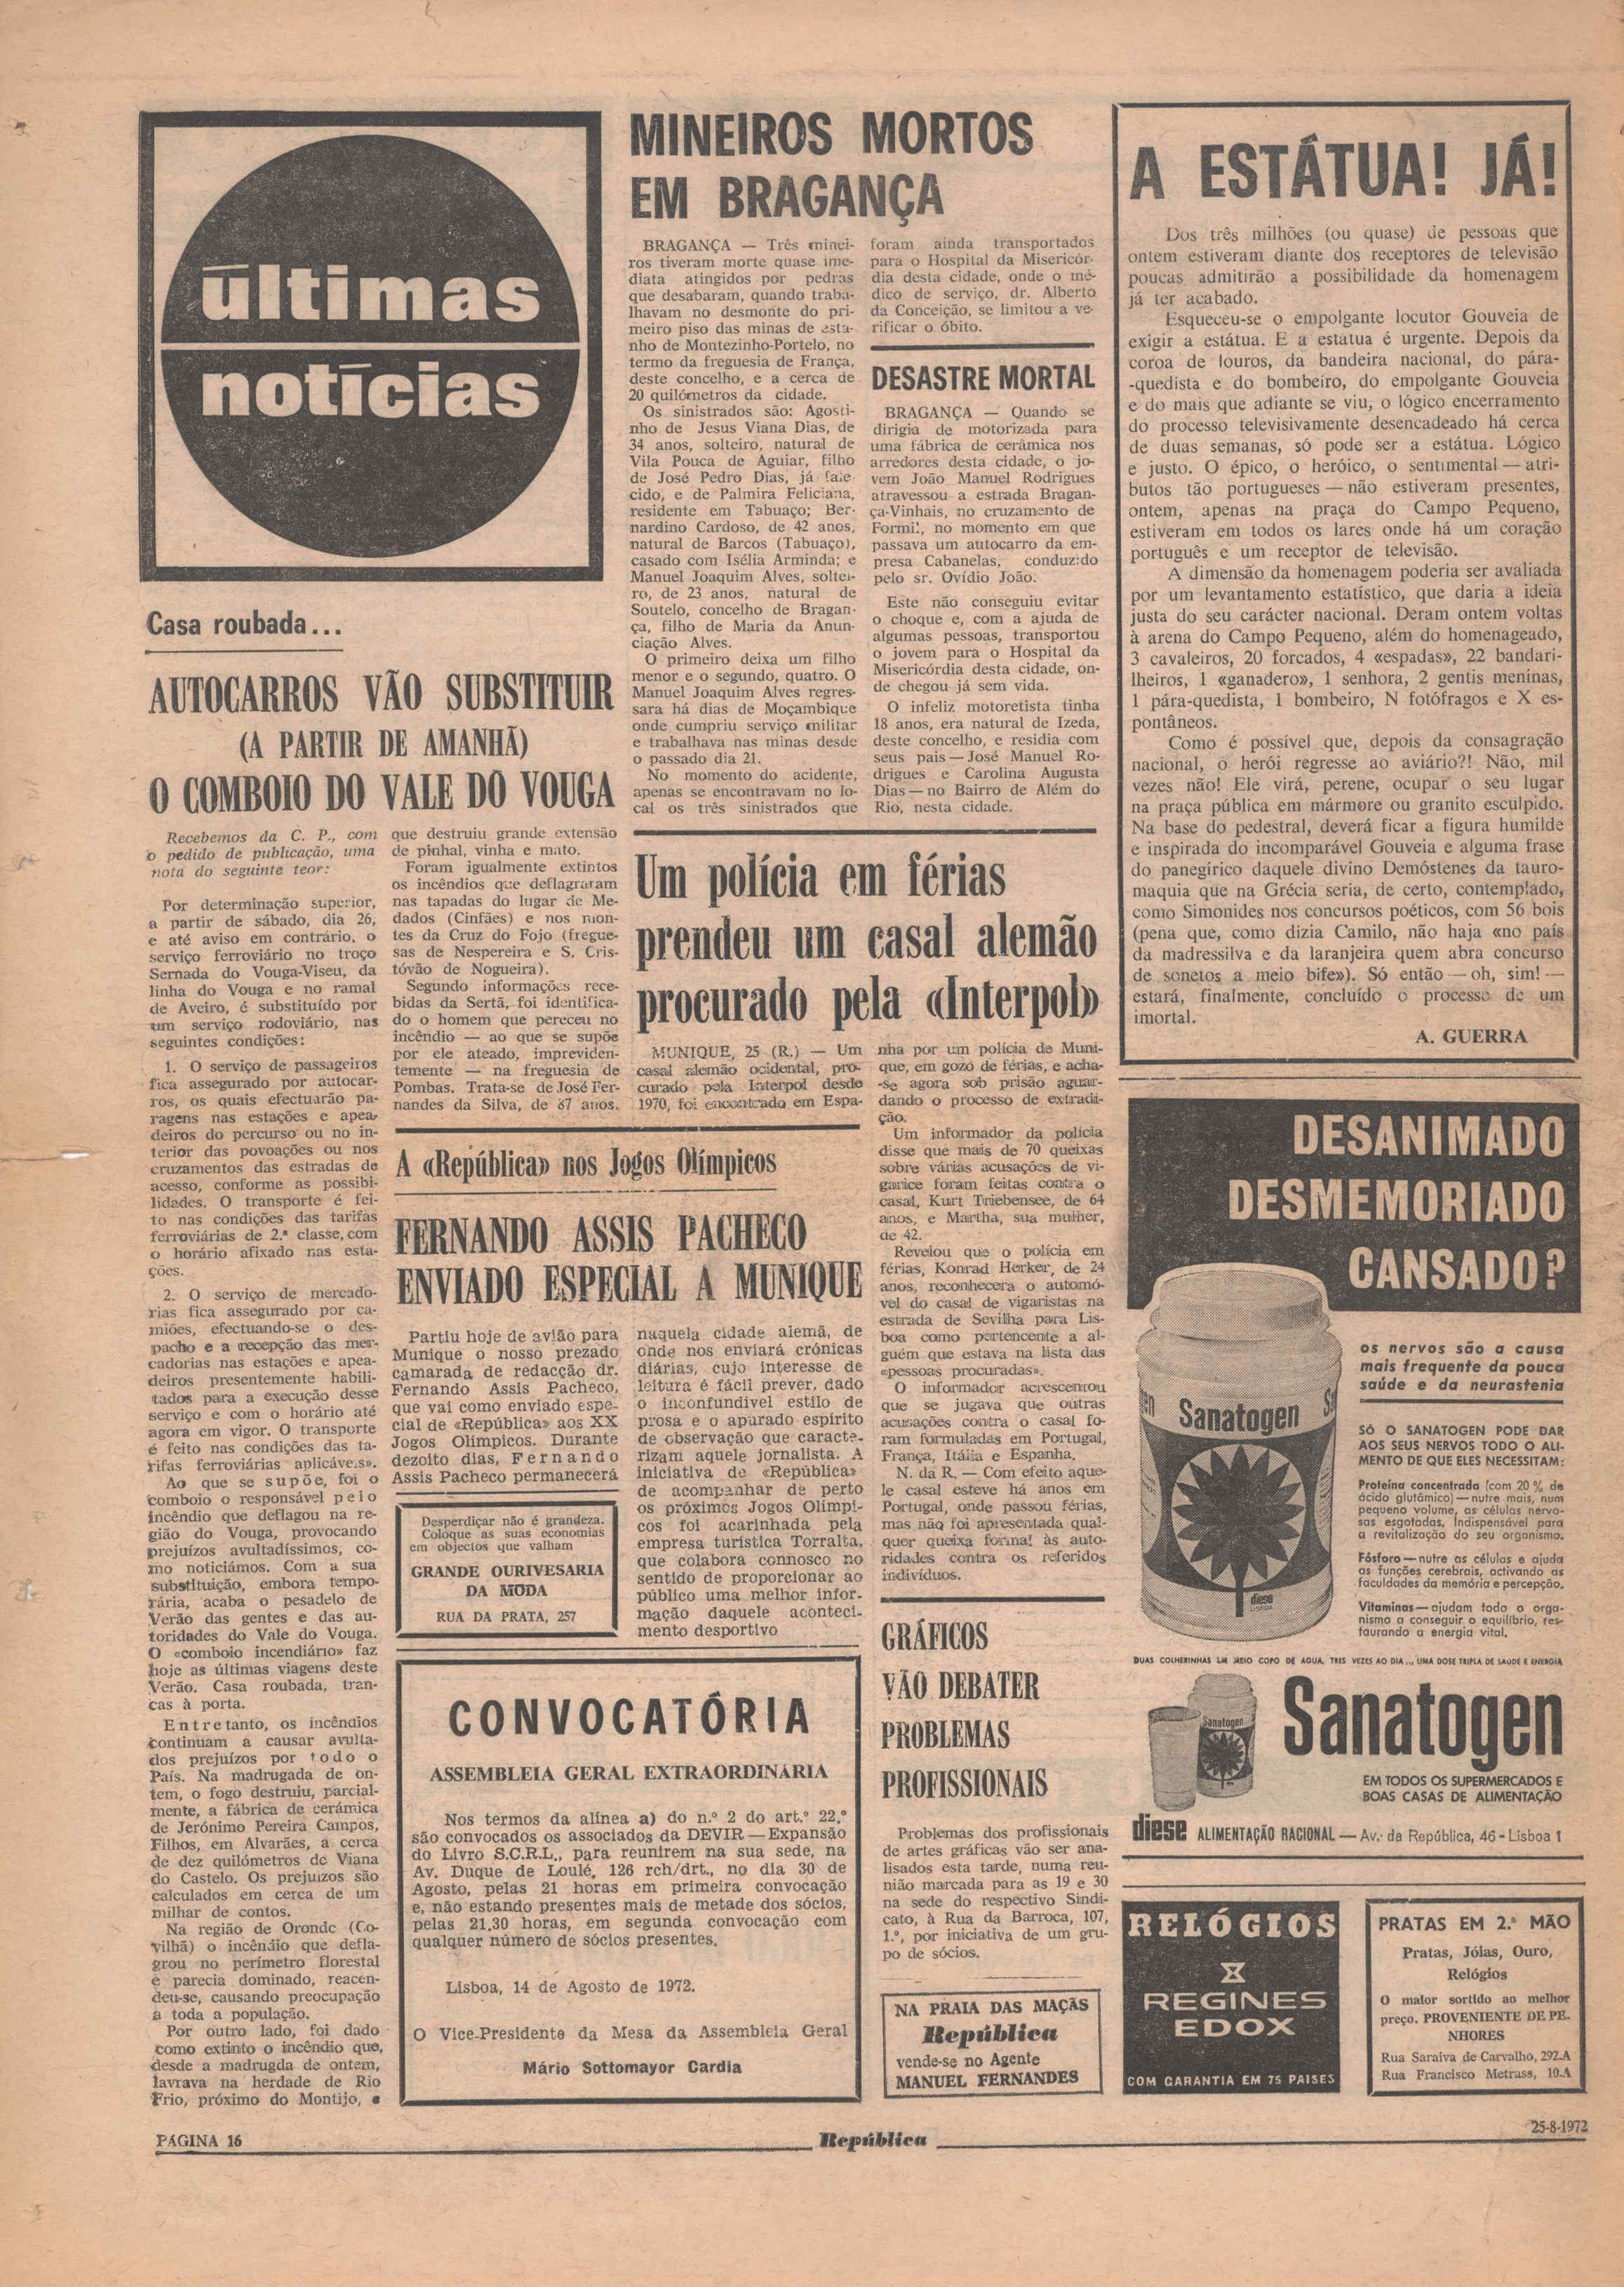 últimas
notícias
Casa roubada...
AUTOCARROS VÃO SUBSTITUIR
(A PARTIR DE AMANHÃ)
O COMBOIO DO VALE DO VOUGA
Recebemos da C. P., com
o pedido de publicação, uma
nota do seguinte teor:
Por determinação superior,
a partir de sábado, dia 26,
e até aviso em contrário, o
serviço ferroviário no troço
Sernada do Vouga-Viseu, da
linha do Vouga e no ramal
de Aveiro, é substituído por
um serviço rodoviário, nas
seguintes condições:
1. O serviço de passageiros
fica assegurado por autocar-
ros, os quais efectuarão pa-
ragens nas estações e apea-
deiros do percurso ou no in-
terior das povoações ou nos
cruzamentos das estradas de
acesso, conforme as possibi-
lidades. O transporte é fei-
to nas condições das tarifas
ferroviárias de 2.ª classe, com
o horário afixado nas esta-
ções.
2. O serviço de mercado-
rias fica assegurado por ca-
miões, efectuando-se o des-
pacho e a recepção das mer-
cadorias nas estações e apea-
deiros presentemente habili-
tados para a execução desse
serviço e com o horário até
agora em vigor. O transporte
é feito nas condições das ta-
rifas ferroviárias aplicáveis».
Ao que se supõe, foi o
comboio o responsável pelo
incêndio que deflagou na re-
gião do Vouga, provocando
prejuízos avultadíssimos, co-
mo noticiámos. Com a sua
substituição, embora tempo-
rária, acaba o pesadelo de
Verão das gentes e das au-
toridades do Vale do Vouga.
O «comboio incendiário» faz
hoje as últimas viagens deste
Verão. Casa roubada, tran-
cas à porta.
Entretanto, os incêndios
continuam a causar avulta-
dos prejuízos por todo o
País. Na madrugada de on-
tem, o fogo destruiu, parcial-
mente, a fábrica de cerâmica
de Jerónimo Pereira Campos,
Filhos, em Alvarães, a cerca
de dez quilómetros de Viana
do Castelo. Os prejuízos são
calculados em cerca de um
milhar de contos.
Na região de Orondo (Co-
vilhã) o incêndio que defla-
grou no perímetro florestal
e parecia dominado, reacen-
deu-se, causando preocupação
a toda a população.
Por outro lado, foi dado
como extinto o incêndio que,
desde a madrugda de ontem,
lavrava na herdade de Rio
Frio, próximo do Montijo, e
que destruiu grande extensão
de pinhal, vinha e mato.
Foram igualmente extintos
os incêndios que deflagraram
nas tapadas do lugar de Me-
dados (Cinfães) e nos mon-
tes da Cruz do Fojo (fregue-
sas de Nespereira e S. Cris-
tóvão de Nogueira).
Segundo informações rece-
bidas da Sertã, foi identifica-
do o homem que pereceu no
incêndio — ao que se supõe
por ele ateado, impreviden-
temente — na freguesia de
Pombas. Trata-se de José Fer-
nandes da Silva, de 87 anos.
MINEIROS MORTOS
EM BRAGANÇA
BRAGANÇA — Três minei-
ros tiveram morte quase ime-
diata atingidos por pedras
que desabaram, quando traba-
lhavam no desmonte do pri-
meiro piso das minas de esta-
nho de Montezinho-Portelo, no
termo da freguesia de França,
deste concelho, e a cerca de
20 quilómetros da cidade.
Os sinistrados são: Agosti-
nho de Jesus Viana Dias, de
34 anos, solteiro, natural de
Vila Pouca de Aguiar, filho
de José Pedro Dias, já fale
cido, e de Palmira Feliciana,
residente em Tabuaço; Ber-
nardino Cardoso, de 42 anos,
natural de Barcos (Tabuaço),
casado com Isélia Arminda; e
Manuel Joaquim Alves, soltei-
ro, de 23 anos, natural de
Soutelo, concelho de Bragan-
ça, filho de Maria da Anun-
ciação Alves.
O primeiro deixa um filho
menor e o segundo, quatro. O
Manuel Joaquim Alves regres-
sara há dias de Moçambique
onde cumpriu serviço militar
e trabalhava nas minas desde
o passado dia 21.
No momento do acidente,
apenas se encontravam no lo-
cal os três sinistrados que
foram ainda transportados
para o Hospital da Misericór-
dia desta cidade, onde o mé-
dico de serviço, dr. Alberto
da Conceição, se limitou a ve-
rificar o óbito.
DESASTRE MORTAL
BRAGANÇA — Quando se
dirigia de motorizada para
uma fábrica de cerâmica nos
arredores desta cidade, o jo-
vem João Manuel Rodrigues
atravessou a estrada Bragan-
ça-Vinhais, no cruzamento de
Formil, no momento em que
passava um autocarro da em-
presa Cabanelas, conduzido
pelo sr. Ovídio João.
Este não conseguiu evitar
o choque e, com a ajuda de
algumas pessoas, transportou
o jovem para o Hospital da
Misericórdia desta cidade, on-
de chegou já sem vida.
O infeliz motoretista tinha
18 anos, era natural de Izeda,
deste concelho, e residia com
seus pais — José Manuel Ro-
drigues e Carolina Augusta
Dias — no Bairro de Além do
Rio, nesta cidade.
Um polícia em férias
prendeu um casal alemão
procurado pela «Interpol»
MUNIQUE, 25 (R.) — Um
casal alemão ocidental, pro-
curado pela Interpol desde
1970, foi encontrado em Espa-
nha por um polícia de Muni-
que, em gozo de férias, e acha-
-se agora sob prisão aguar-
dando o processo de extradi-
ção.
Um informador da polícia
disse que mais de 70 queixas
sobre várias acusações de vi-
garice foram feitas contra o
casal, Kurt Triebensee, de 64
anos, e Martha, sua mulher,
de 42.
Revelou que o polícia em
férias, Konrad Herker, de 24
anos, reconhecera o automó-
vel do casal de vigaristas na
estrada de Sevilha para Lis-
boa como pertencente a al-
guém que estava na lista das
«pessoas procuradas».
O informador acrescentou
que se jugava que outras
acusações contra o casal fo-
ram formuladas em Portugal,
França, Itália e Espanha.
N. da R. — Com efeito aque-
le casal esteve há anos em
Portugal, onde passou férias,
mas não foi apresentada qual-
quer queixa formal às auto-
ridades contra os referidos
indivíduos.
A «República» nos Jogos Olímpicos
FERNANDO ASSIS PACHECO
ENVIADO ESPECIAL A MUNIQUE
Partiu hoje de avião para
Munique o nosso prezado
camarada de redacção dr.
Fernando Assis Pacheco,
que vai como enviado espe-
cial de «República» aos XX
Jogos Olímpicos. Durante
dezoito dias, Fernando
Assis Pacheco permanecerá
naquela cidade alemã, de
onde nos enviará crónicas
diárias, cujo interesse de
leitura é fácil prever, dado
o inconfundível estilo de
prosa e o apurado espírito
de observação que caracte-
rizam aquele jornalista. A
iniciativa de «República»
de acompanhar de perto
os próximos Jogos Olímpi-
cos foi acarinhada pela
empresa turística Torralta,
que colabora connosco no
sentido de proporcionar ao
público uma melhor infor-
mação daquele aconteci-
mento desportivo
Desperdiçar não é grandeza.
Coloque as suas economias
em objectos que valham
GRANDE OURIVESARIA
DA MODA
RUA DA PRATA, 257
CONVOCATÓRIA
ASSEMBLEIA GERAL EXTRAORDINÁRIA
Nos termos da alínea a) do n.º 2 do art.º 22.º
são convocados os associados da DEVIR — Expansão
do Livro S.C.R.L., para reunirem na sua sede, na
Av. Duque de Loulé, 126 rch/drt., no dia 30 de
Agosto, pelas 21 horas em primeira convocação
e, não estando presentes mais de metade dos sócios,
pelas 21,30 horas, em segunda convocação com
qualquer número de sócios presentes.
Lisboa, 14 de Agosto de 1972.
O Vice-Presidente da Mesa da Assembleia Geral
Mário Sottomayor Cardia
GRÁFICOS
VÃO DEBATER
PROBLEMAS
PROFISSIONAIS
Problemas dos profissionais
de artes gráficas vão ser ana-
lisados esta tarde, numa reu-
nião marcada para as 19 e 30
na sede do respectivo Sindi-
cato, à Rua da Barroca, 107,
1.º, por iniciativa de um gru-
po de sócios.
NA PRAIA DAS MAÇÃS
República
vende-se no Agente
MANUEL FERNANDES
A ESTÁTUA! JÁ!
Dos três milhões (ou quase) de pessoas que
ontem estiveram diante dos receptores de televisão
poucas admitirão a possibilidade da homenagem
já ter acabado.
Esqueceu-se o empolgante locutor Gouveia de
exigir a estátua. E a estátua é urgente. Depois da
coroa de louros, da bandeira nacional, do pára-
-quedista e do bombeiro, do empolgante Gouveia
e do mais que adiante se viu, o lógico encerramento
do processo televisivamente desencadeado há cerca
de duas semanas, só pode ser a estátua. Lógico
e justo. O épico, o heróico, o sentimental — atri-
butos tão portugueses — não estiveram presentes,
ontem, apenas na praça do Campo Pequeno,
estiveram em todos os lares onde há um coração
português e um receptor de televisão.
A dimensão da homenagem poderia ser avaliada
por um levantamento estatístico, que daria a ideia
justa do seu carácter nacional. Deram ontem voltas
à arena do Campo Pequeno, além do homenageado,
3 cavaleiros, 20 forcados, 4 «espadas», 22 bandari-
lheiros, 1 «ganadero», 1 senhora, 2 gentis meninas,
1 pára-quedista, 1 bombeiro, N fotófragos e X es-
pontâneos.
Como é possível que, depois da consagração
nacional, o herói regresse ao aviário?! Não, mil
vezes não! Ele virá, perene, ocupar o seu lugar
na praça pública em mármore ou granito esculpido.
Na base do pedestral, deverá ficar a figura humilde
e inspirada do incomparável Gouveia e alguma frase
do panegírico daquele divino Demóstenes da tauro-
maquia que na Grécia seria, de certo, contemplado,
como Simonides nos concursos poéticos, com 56 bois
(pena que, como dizia Camilo, não haja «no país
da madressilva e da laranjeira quem abra concurso
de sonetos a meio bife»). Só então — oh, sim! —
estará, finalmente, concluído o processo de um
imortal.
A. GUERRA
DESANIMADO
DESMEMORIADO
CANSADO?
os nervos são a causa
mais frequente da pouca
saúde e da neurastenia
Sanatogen
SÓ O SANATOGEN PODE DAR
AOS SEUS NERVOS TODO O ALI-
MENTO DE QUE ELES NECESSITAM:
Proteína concentrada (com 20 % de
ácido glutâmico) — nutre mais, num
pequeno volume, as células nervo-
sas esgotadas. Indispensável para
a revitalização do seu organismo.
Fósforo — nutre as células e ajuda
as funções cerebrais, activando as
faculdades da memória e percepção.
Vitaminas — ajudam todo o orga-
nismo a conseguir o equilíbrio, res-
taurando a energia vital.
diese
DUAS COLHERINHAS EM MEIO COPO DE AGUA, TRES VEZES AO DIA... UMA DOSE TRIPLA DE SAUDE E ENERGIA
Sanatogen
Sanatogen
EM TODOS OS SUPERMERCADOS E
BOAS CASAS DE ALIMENTAÇÃO
diese ALIMENTAÇÃO RACIONAL — Av. da República, 46 - Lisboa 1
RELÓGIOS
REGINES
EDOX
COM GARANTIA EM 75 PAISES
PRATAS EM 2.ª MÃO
Pratas, Jóias, Ouro,
Relógios
O maior sortido ao melhor
preço. PROVENIENTE DE PE-
NHORES
Rua Saraiva de Carvalho, 292-A
Rua Francisco Metrass, 10-A
PÁGINA 16
República
25-8-1972